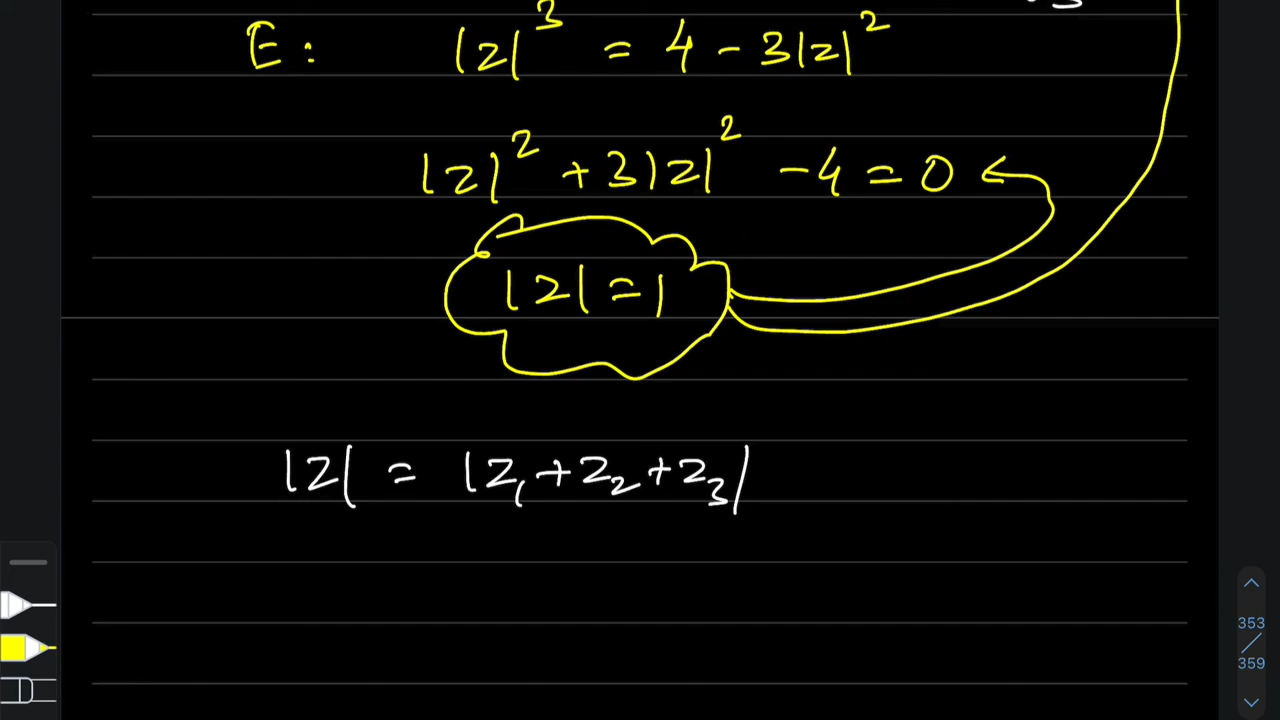 E: |z|³ = 4 - 3|z|²
|z|² + 3|z|² - 4 = 0
|z| = 1
|z| = |z₁ + z₂ + z₃|
353
359